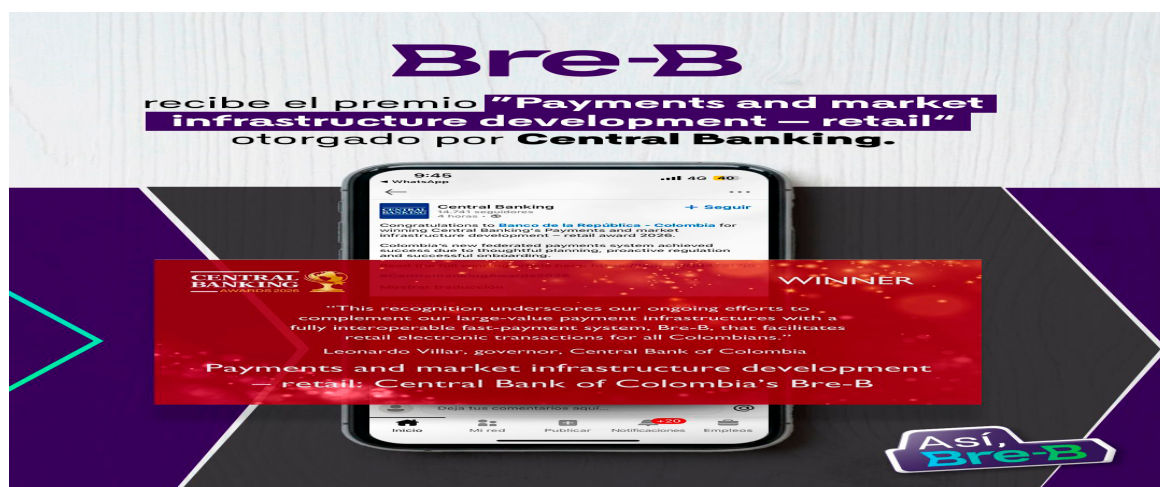 Bre-B
recibe el premio "Payments and market
infrastructure development – retail"
otorgado por Central Banking.
9:45
4G 40
◂ WhatsApp
Central Banking
14.741 seguidores
4 horas •
+ Seguir
CENTRAL
BANKING
Congratulations to Banco de la República - Colombia for
winning Central Banking's Payments and market
infrastructure development – retail award 2026.
Colombia's new federated payments system achieved
success due to thoughtful planning, proactive regulation
and successful onboarding.
Mostrar traducción
CENTRAL
BANKING
AWARDS 2026
WINNER
"This recognition underscores our ongoing efforts to
complement our large-value payment infrastructures with a
fully interoperable fast-payment system, Bre-B, that facilitates
retail electronic transactions for all Colombians."
Leonardo Villar, governor, Central Bank of Colombia
Payments and market infrastructure development
– retail: Central Bank of Colombia's Bre-B
Deja tus comentarios aquí...
+20
Inicio
Mi red
Publicar
Notificaciones
Empleos
Así,
Bre-B